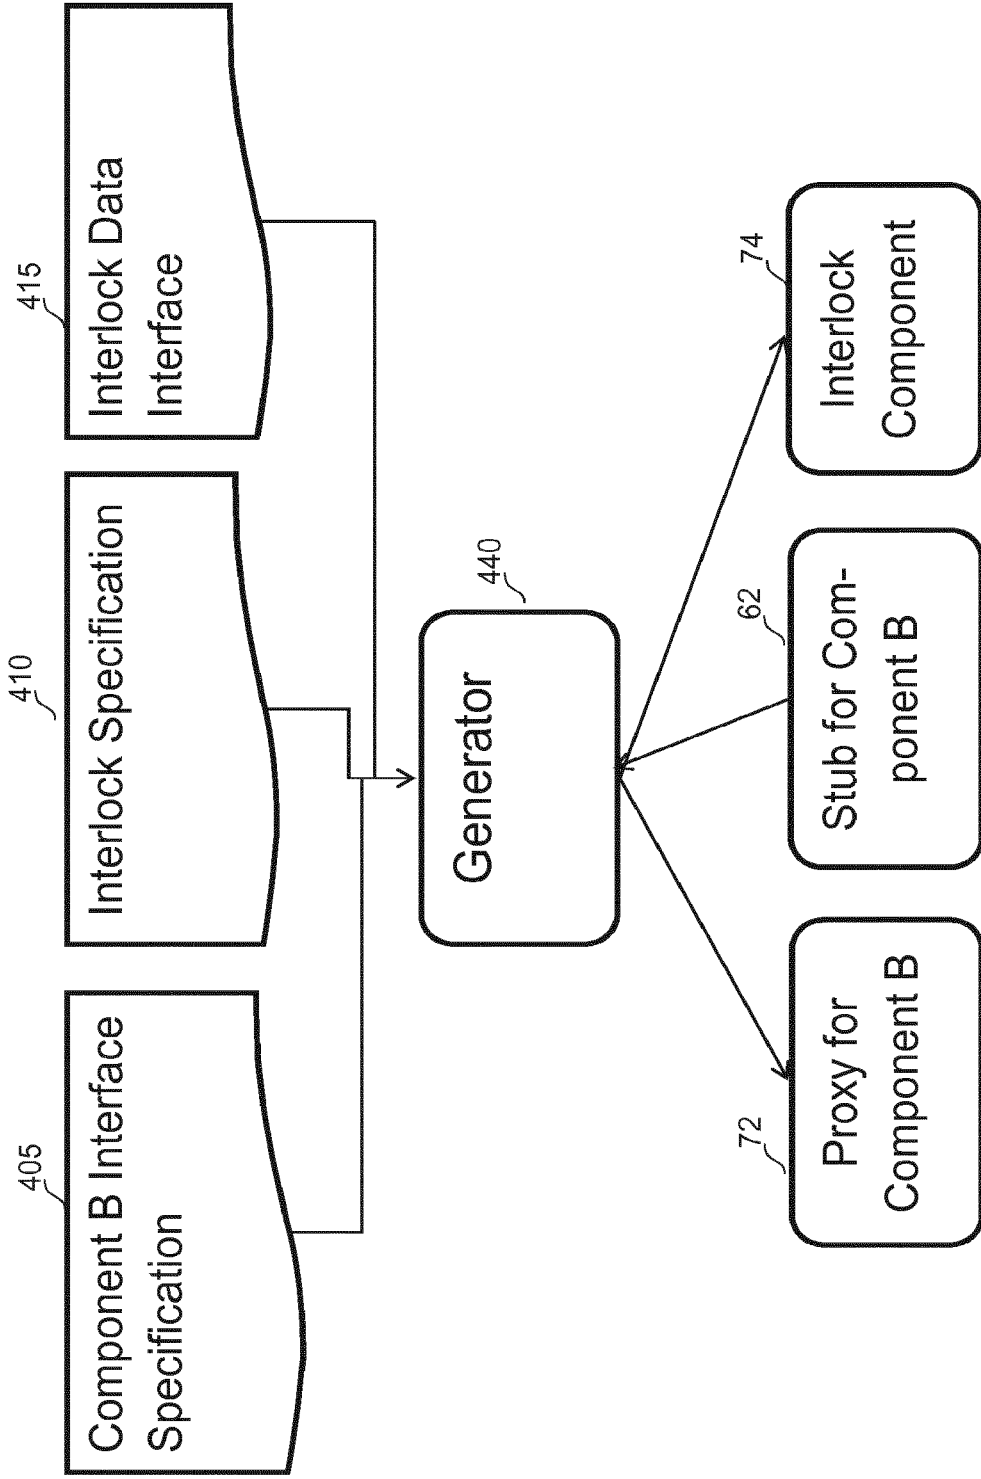 405
Component B Interface
Specification
410
Interlock Specification
415
Interlock Data
Interface
Generator
440
72
Proxy for
Component B
62
Stub for Com-
ponent B
74
Interlock
Component